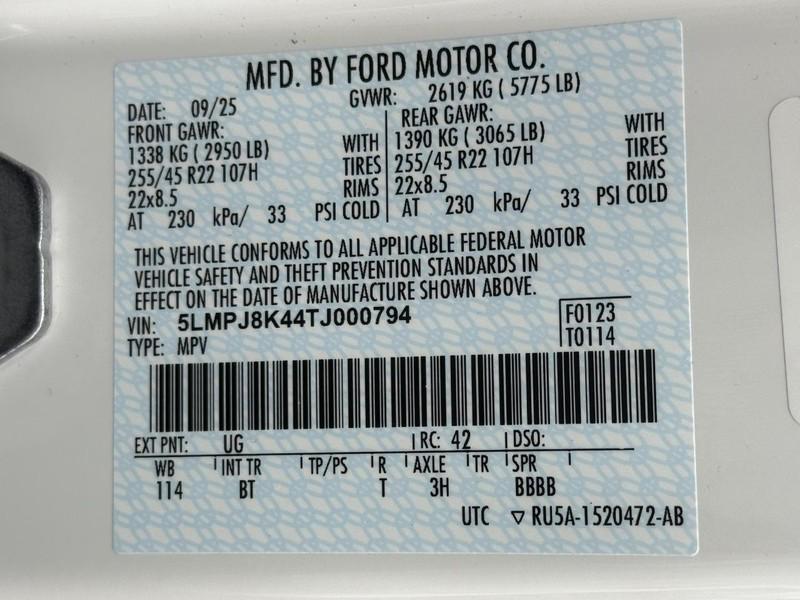 MFD. BY FORD MOTOR CO.
DATE: 09/25 GVWR: 2619 KG ( 5775 LB)
FRONT GAWR: REAR GAWR:
1338 KG ( 2950 LB) WITH 1390 KG ( 3065 LB) WITH
255/45 R22 107H TIRES 255/45 R22 107H TIRES
22x8.5 RIMS 22x8.5 RIMS
AT 230 kPa/ 33 PSI COLD AT 230 kPa/ 33 PSI COLD
THIS VEHICLE CONFORMS TO ALL APPLICABLE FEDERAL MOTOR
VEHICLE SAFETY AND THEFT PREVENTION STANDARDS IN
EFFECT ON THE DATE OF MANUFACTURE SHOWN ABOVE.
VIN: 5LMPJ8K44TJ000794 F0123
TYPE: MPV T0114
EXT PNT: UG RC: 42 DSO:
WB INT TR TP/PS R AXLE TR SPR
114 BT T 3H BBBB
UTC ▽ RU5A-1520472-AB